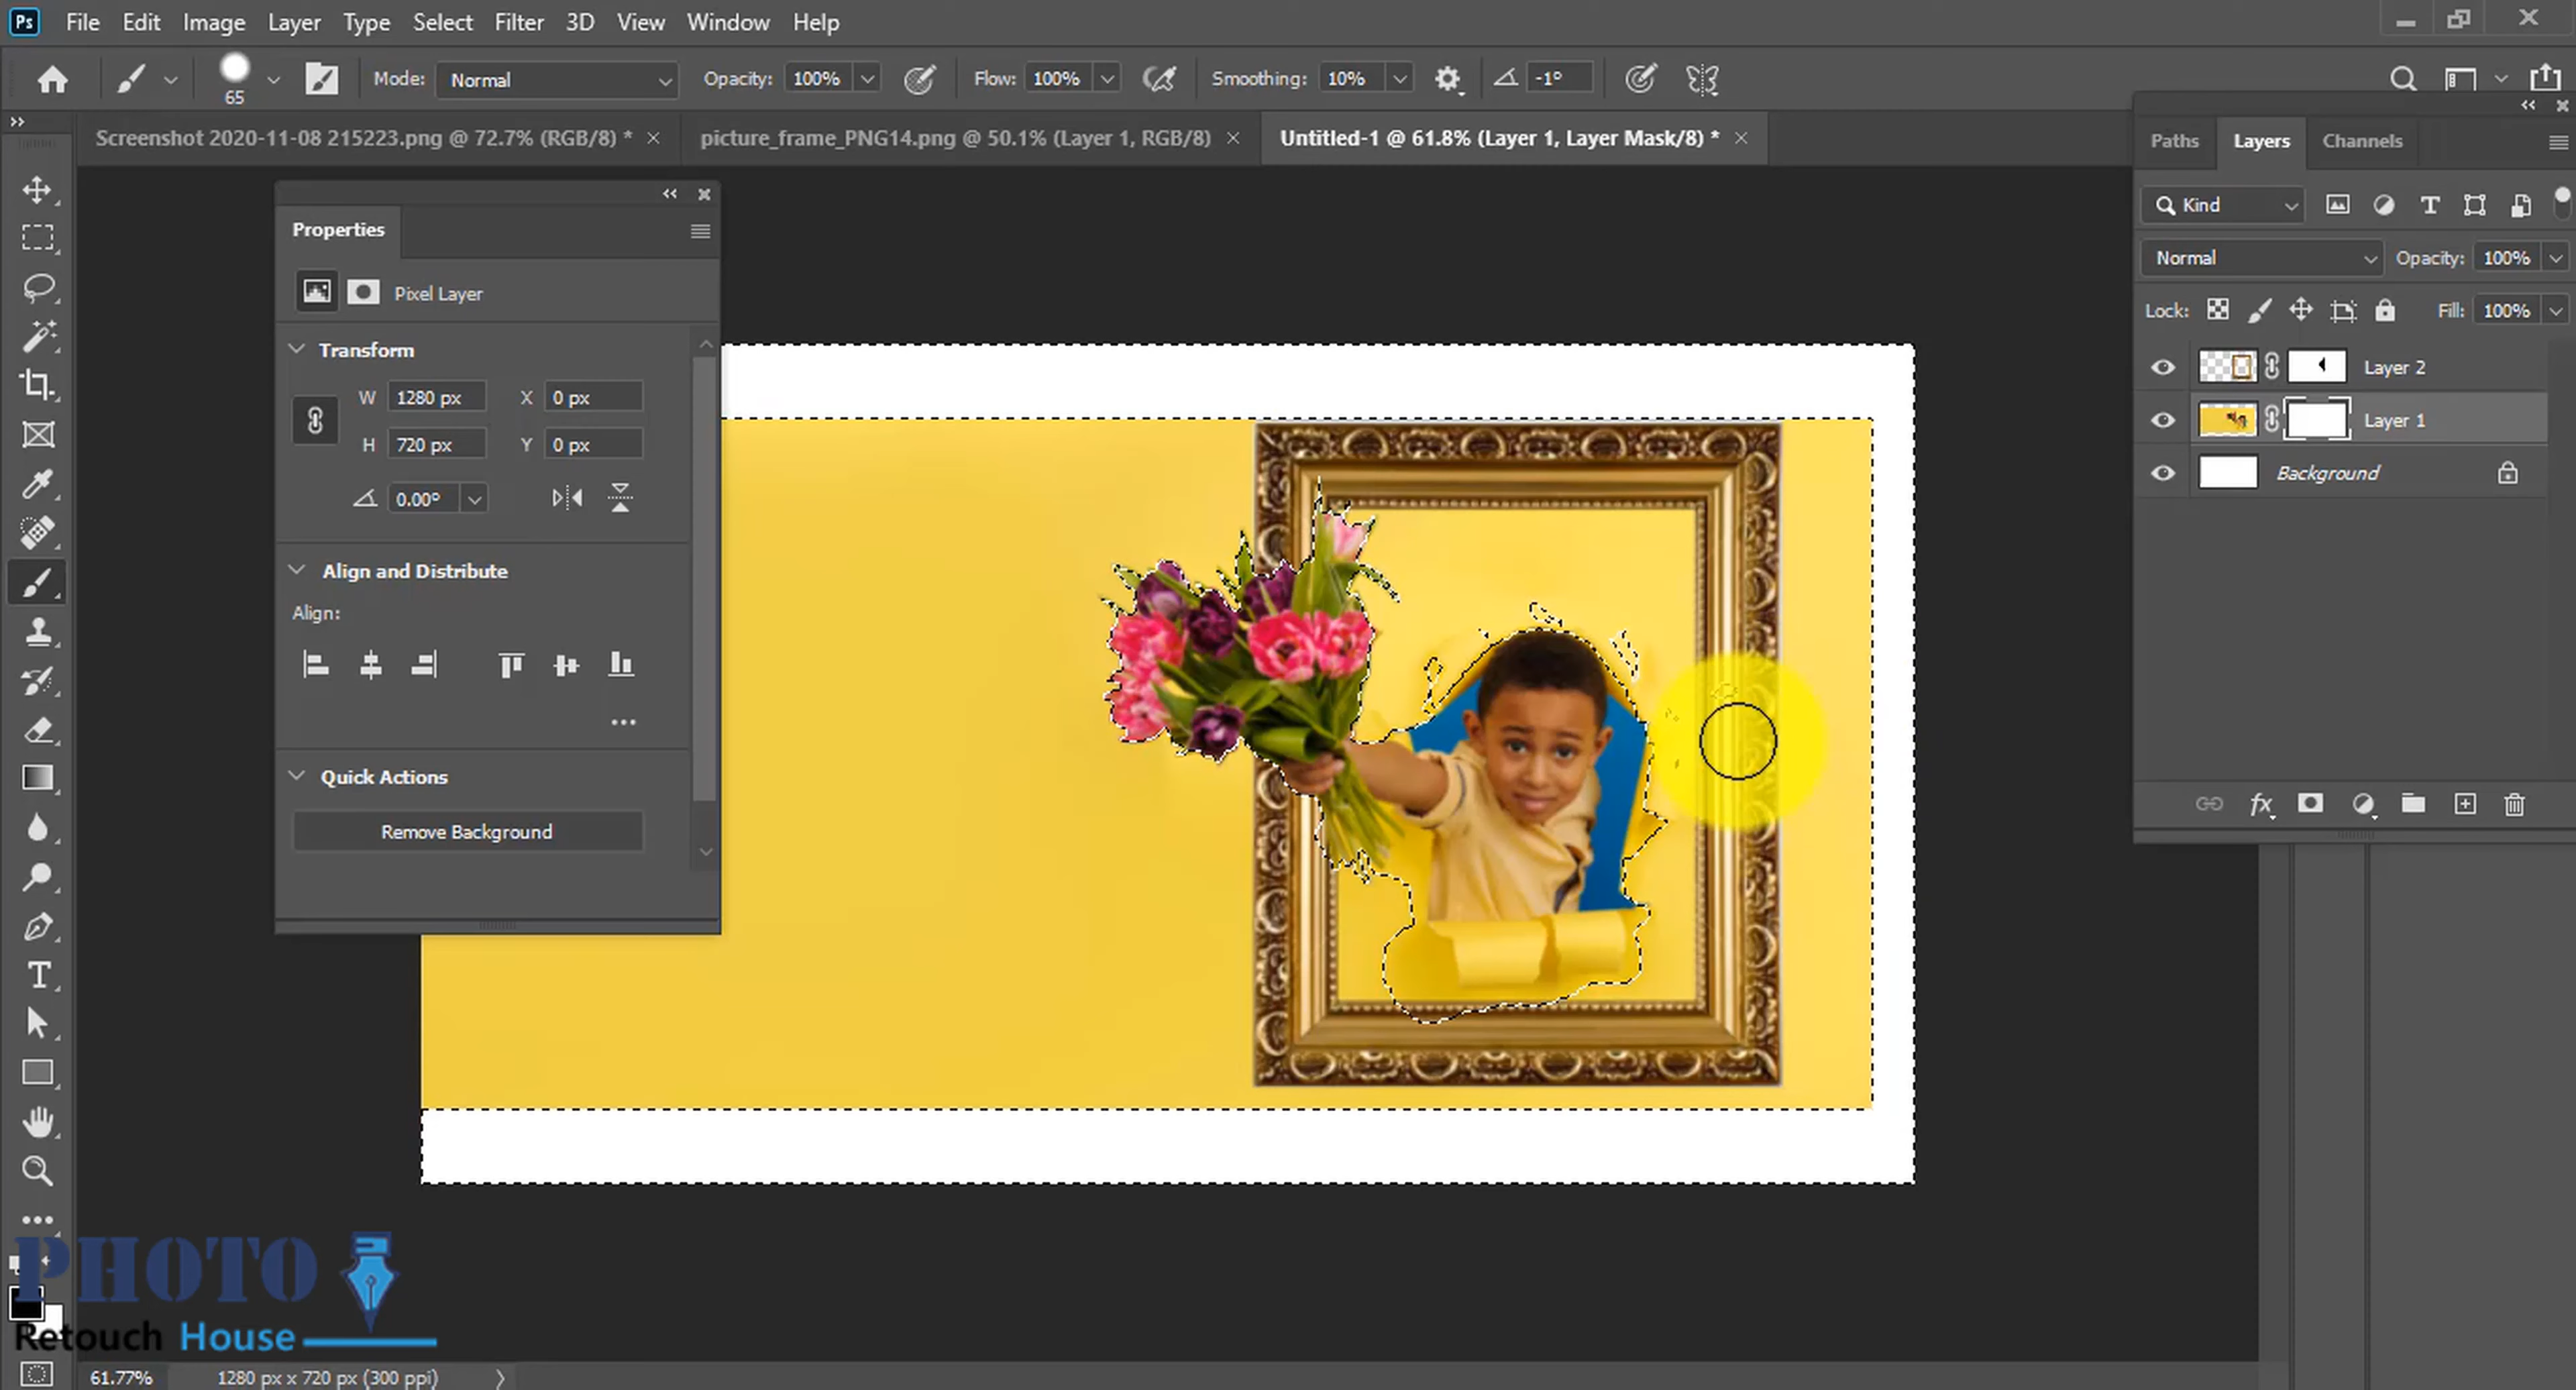 Ps File Edit Image Layer Type Select Filter 3D View Window Help
65 Mode: Normal Opacity: 100% Flow: 100% Smoothing: 10% -1°
Screenshot 2020-11-08 215223.png @ 72.7% (RGB/8) * picture_frame_PNG14.png @ 50.1% (Layer 1, RGB/8) Untitled-1 @ 61.8% (Layer 1, Layer Mask/8) *
Properties
Pixel Layer
Transform
W 1280 px X 0 px
H 720 px Y 0 px
0.00°
Align and Distribute
Align:
Quick Actions
Remove Background
Paths Layers Channels
Kind
Normal Opacity: 100%
Lock: Fill: 100%
Layer 2
Layer 1
Background
fx
PHOTO
Retouch House
61.77% 1280 px x 720 px (300 ppi)